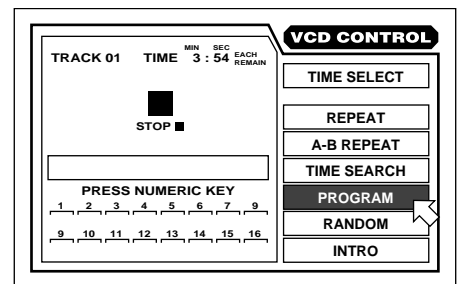 VCD CONTROL
MIN SEC
TRACK 01 TIME 3 : 54 EACH REMAIN
STOP
PRESS NUMERIC KEY
1 2 3 4 5 6 7 9
9 10 11 12 13 14 15 16
TIME SELECT
REPEAT
A-B REPEAT
TIME SEARCH
PROGRAM
RANDOM
INTRO